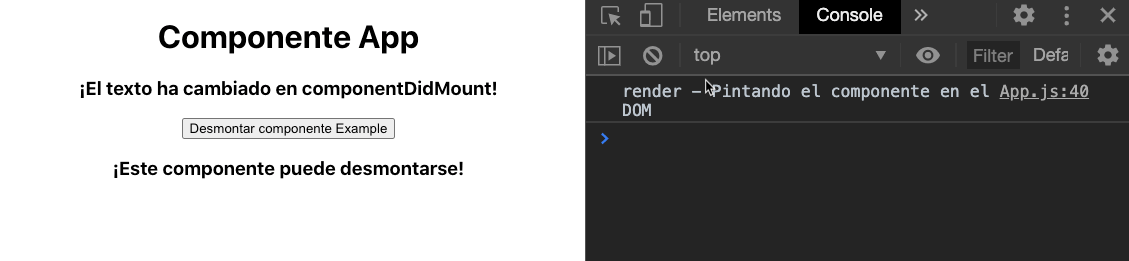 Componente App
¡El texto ha cambiado en componentDidMount!
Desmontar componente Example
¡Este componente puede desmontarse!
Elements
Console
top
Filter
Defa
render - Pintando el componente en el App.js:40
DOM